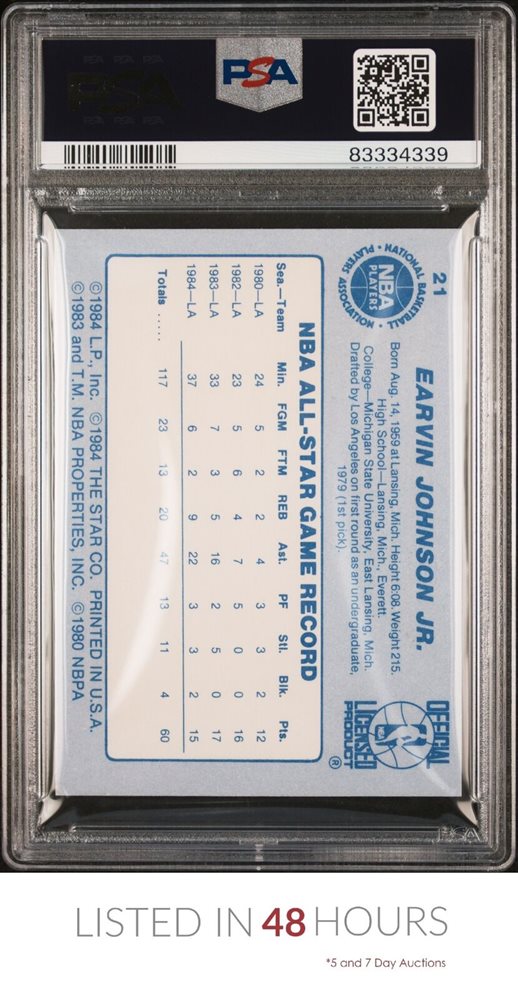 PSA
83334339
21
EARVIN JOHNSON JR.
NATIONAL BASKETBALL PLAYERS ASSOCIATION
NBA
PLAYERS
Born Aug. 14, 1959 at Lansing, Mich. Height 6:08. Weight 215.
High School—Lansing, Mich., Everett.
College—Michigan State University, East Lansing, Mich.
Drafted by Los Angeles on first round as an undergraduate,
1979 (1st pick).
OFFICIAL
NBA
LICENSED
PRODUCT
®
NBA ALL-STAR GAME RECORD
Sea.—Team Min. FGM FTM REB Ast. PF Stl. Blk. Pts.
1980—LA 24 5 2 2 4 3 3 2 12
1982—LA 23 5 6 4 7 5 0 0 16
1983—LA 33 7 3 5 16 2 5 0 17
1984—LA 37 6 2 9 22 3 3 2 15
Totals ..... 117 23 13 20 47 13 11 4 60
©1984 L.P., Inc. ©1984 THE STAR CO. PRINTED IN U.S.A.
©1983 and T.M. NBA PROPERTIES, INC. ©1980 NBPA
PSA
LISTED IN 48 HOURS
*5 and 7 Day Auctions